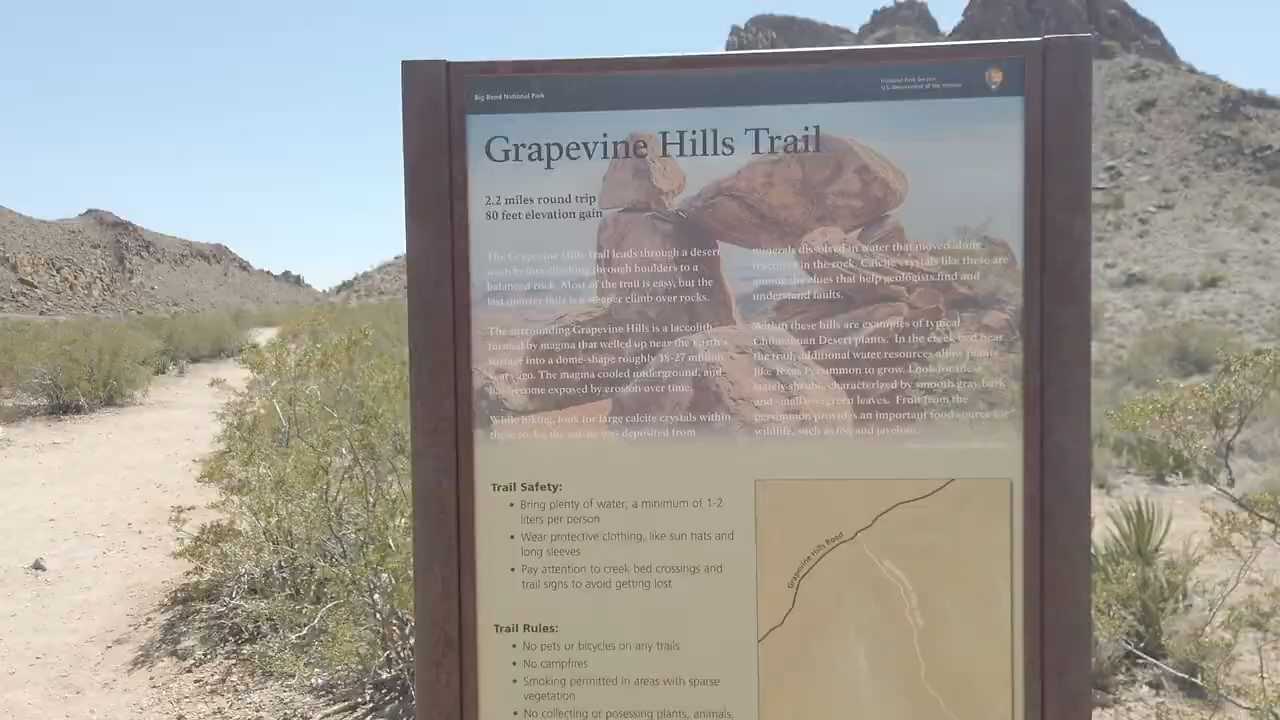 Big Bend National Park
National Park Service
U.S. Department of the Interior
Grapevine Hills Trail
2.2 miles round trip
80 feet elevation gain
The Grapevine Hills Trail leads through a desert
wash before climbing through boulders to a
balanced rock. Most of the trail is easy, but the
last quarter mile is a steeper climb over rocks.
The surrounding Grapevine Hills is a laccolith,
formed by magma that welled up near the Earth's
surface into a dome-shape roughly 38-27 million
years ago. The magma cooled underground, and
has become exposed by erosion over time.
While hiking, look for large calcite crystals within
these rocks; the calcite was deposited from
minerals dissolved in water that moved along
fractures in the rock. Calcite crystals like these are
among the clues that help geologists find and
understand faults.
Within these hills are examples of typical
Chihuahuan Desert plants. In the creek bed near
the trail, additional water resources allow plants
like Texas Persimmon to grow. Look for these
stately shrubs, characterized by smooth gray bark
and small evergreen leaves. Fruit from the
persimmon provides an important food source for
wildlife, such as fox and javelina.
Trail Safety:
• Bring plenty of water; a minimum of 1-2
liters per person
• Wear protective clothing, like sun hats and
long sleeves
• Pay attention to creek bed crossings and
trail signs to avoid getting lost
Trail Rules:
• No pets or bicycles on any trails
• No campfires
• Smoking permitted in areas with sparse
vegetation
• No collecting or posessing plants, animals,
Grapevine Hills Road